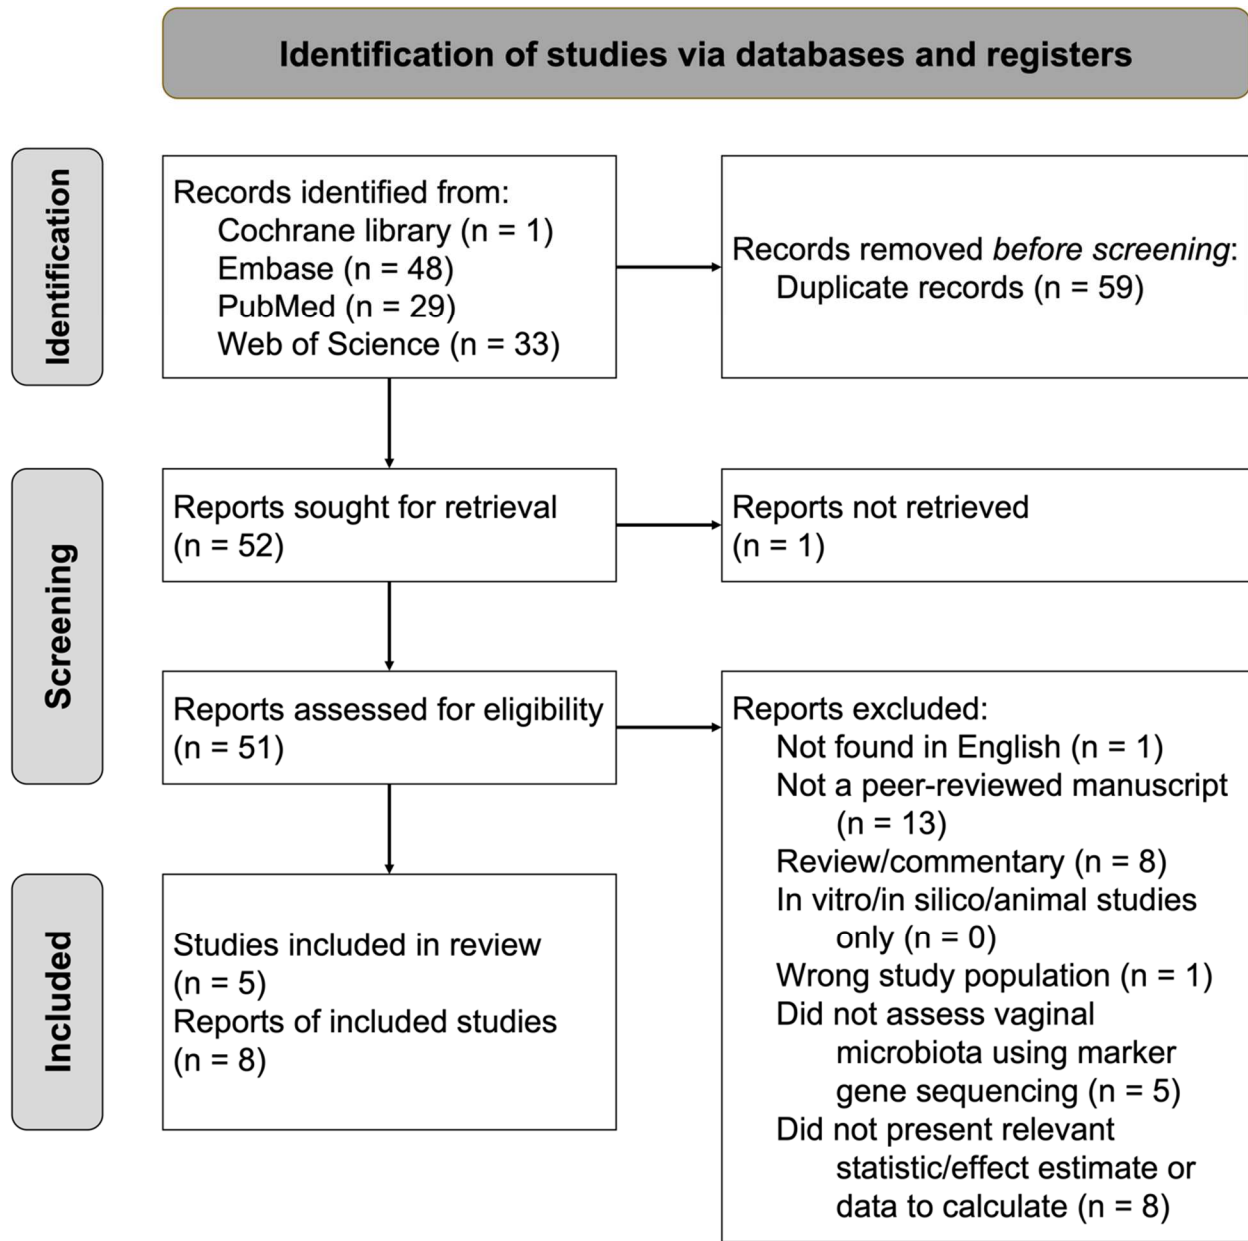 Identification of studies via databases and registers
Identification
Records identified from:
Cochrane library (n = 1)
Embase (n = 48)
PubMed (n = 29)
Web of Science (n = 33)
Records removed before screening:
Duplicate records (n = 59)
Screening
Reports sought for retrieval
(n = 52)
Reports not retrieved
(n = 1)
Reports assessed for eligibility
(n = 51)
Reports excluded:
Not found in English (n = 1)
Not a peer-reviewed manuscript
(n = 13)
Review/commentary (n = 8)
In vitro/in silico/animal studies
only (n = 0)
Wrong study population (n = 1)
Did not assess vaginal
microbiota using marker
gene sequencing (n = 5)
Did not present relevant
statistic/effect estimate or
data to calculate (n = 8)
Included
Studies included in review
(n = 5)
Reports of included studies
(n = 8)